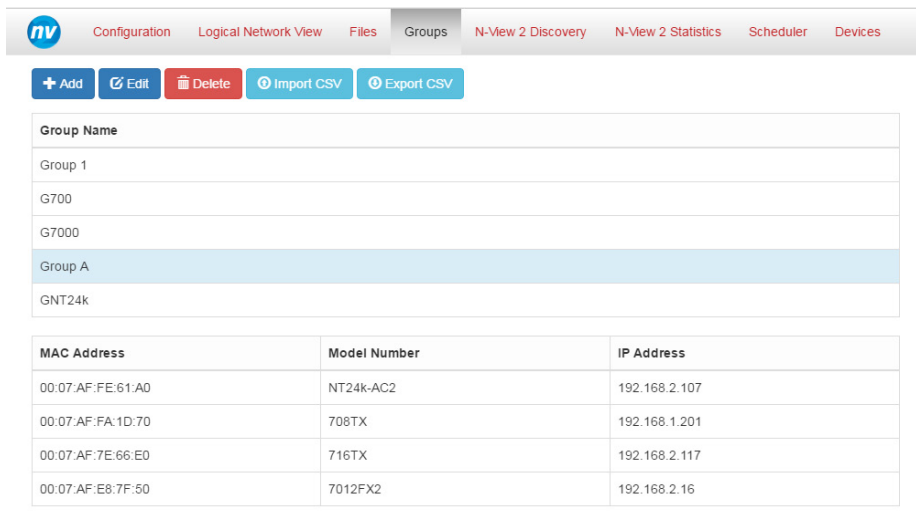 nv Configuration Logical Network View Files Groups N-View 2 Discovery N-View 2 Statistics Scheduler Devices
Add Edit Delete Import CSV Export CSV
Group Name
Group 1
G700
G7000
Group A
GNT24k
MAC Address Model Number IP Address
00:07:AF:FE:61:A0 NT24k-AC2 192.168.2.107
00:07:AF:FA:1D:70 708TX 192.168.1.201
00:07:AF:7E:66:E0 716TX 192.168.2.117
00:07:AF:E8:7F:50 7012FX2 192.168.2.16